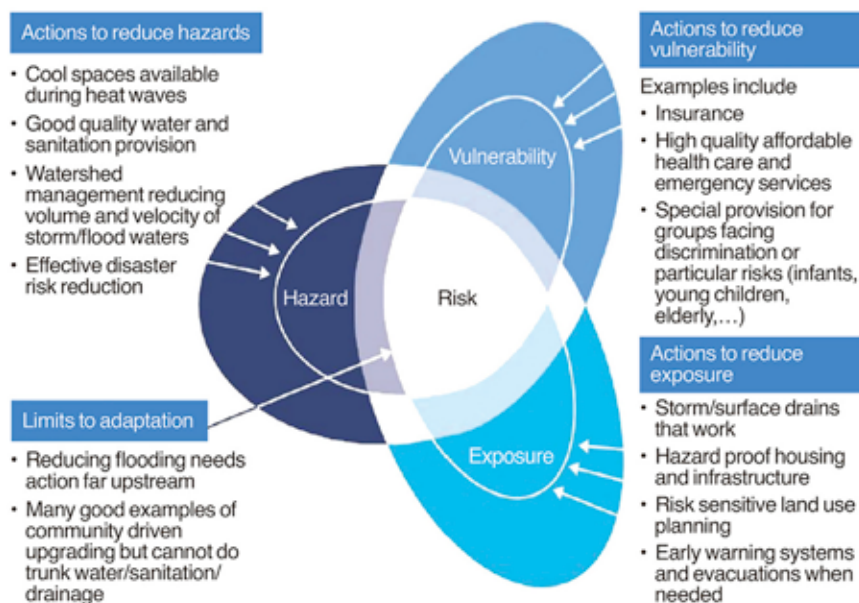 Actions to reduce hazards
• Cool spaces available
during heat waves
• Good quality water and
sanitation provision
• Watershed
management reducing
volume and velocity of
storm/flood waters
• Effective disaster
risk reduction
Limits to adaptation
• Reducing flooding needs
action far upstream
• Many good examples of
community driven
upgrading but cannot do
trunk water/sanitation/
drainage
Vulnerability
Hazard
Risk
Exposure
Actions to reduce
vulnerability
Examples include
• Insurance
• High quality affordable
health care and
emergency services
• Special provision for
groups facing
discrimination or
particular risks (infants,
young children,
elderly,...)
Actions to reduce
exposure
• Storm/surface drains
that work
• Hazard proof housing
and infrastructure
• Risk sensitive land use
planning
• Early warning systems
and evacuations when
needed